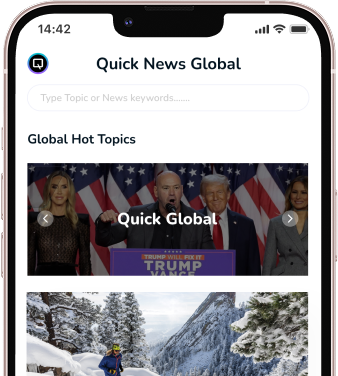 14:42
Quick News Global
Type Topic or News keywords.......
Global Hot Topics
Quick Global
TRUMP WILL FIX IT
TRUMP
VANCE